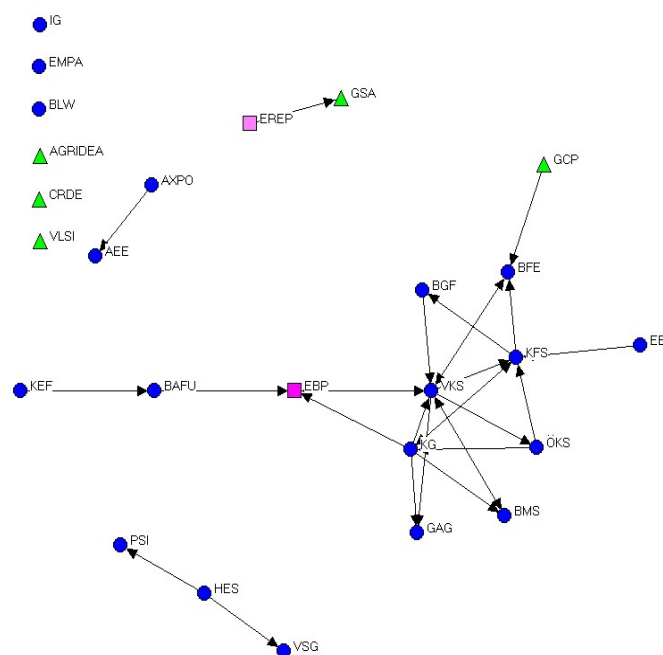 IG
EMPA
BLW
AGRIDEA
CRDE
VLSI
GSA
EREP
GCP
AXPO
AEE
BFE
BGF
KFS
EB
KEF
BAFU
EBP
VKS
KG
ÖKS
BMS
GAG
PSI
HES
VSG